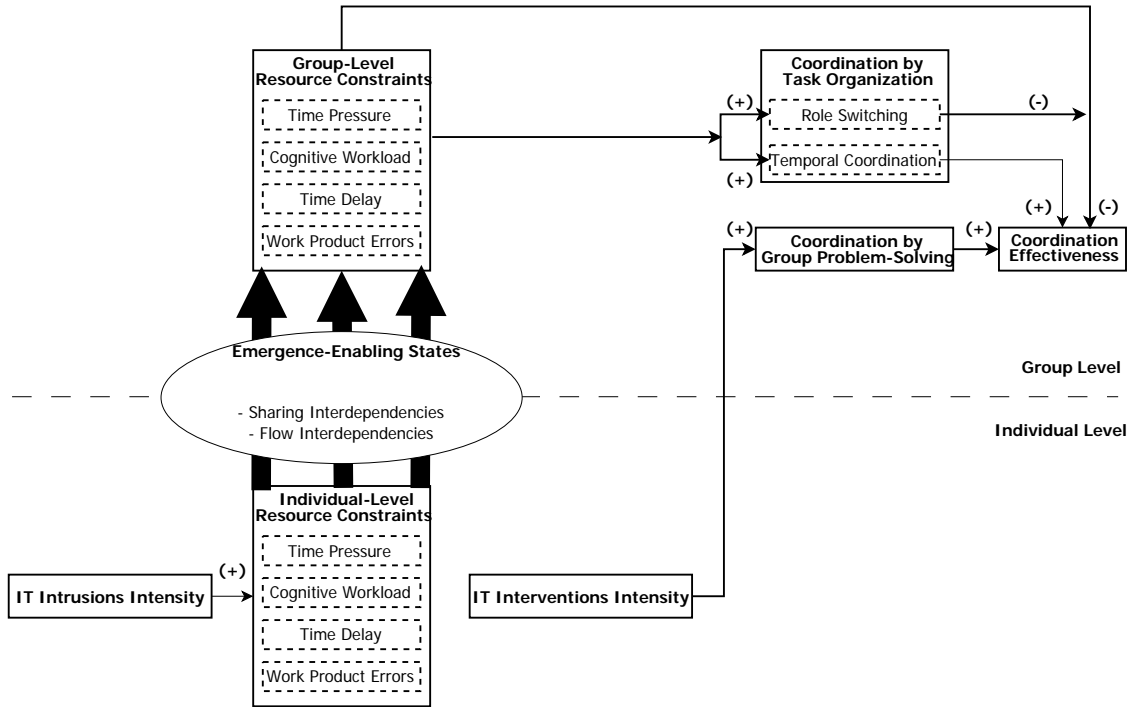 Group-Level
Resource Constraints
Time Pressure
Cognitive Workload
Time Delay
Work Product Errors
Coordination by
Task Organization
(+)
Role Switching
(-)
Temporal Coordination
(+)
(+)
(-)
(+)
Coordination by
Group Problem-Solving
(+)
Coordination
Effectiveness
Emergence-Enabling States
- Sharing Interdependencies
- Flow Interdependencies
Group Level
Individual Level
Individual-Level
Resource Constraints
Time Pressure
Cognitive Workload
Time Delay
Work Product Errors
IT Intrusions Intensity
(+)
IT Interventions Intensity